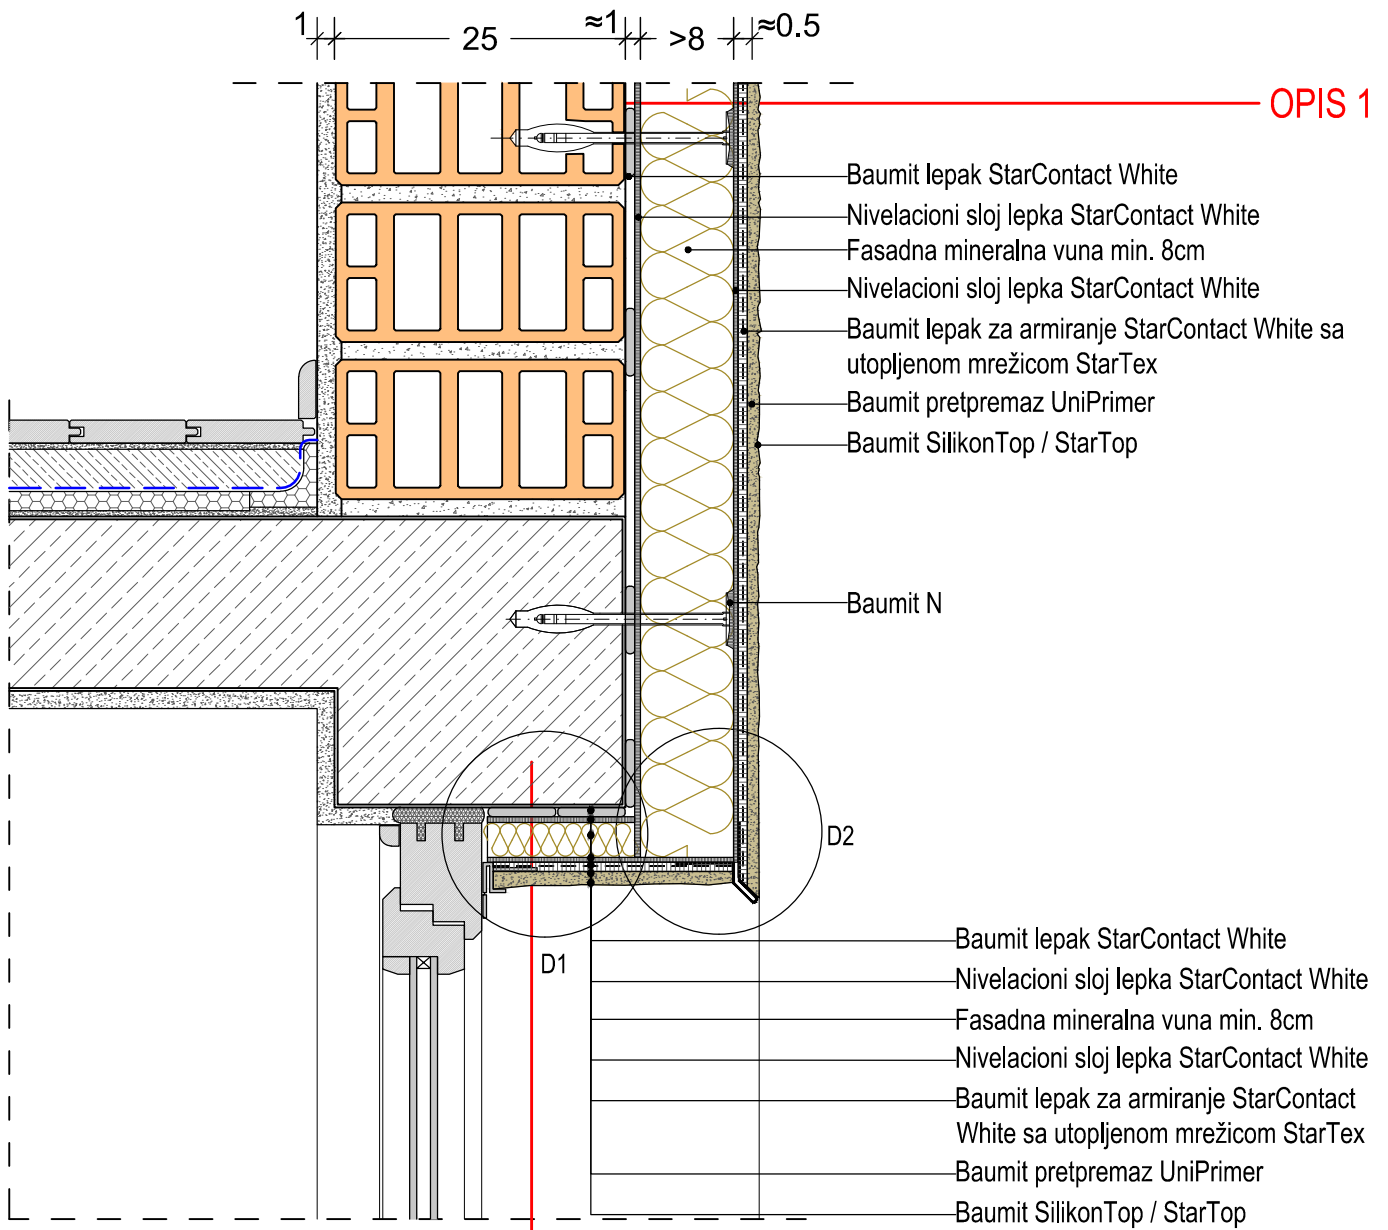 1
25
≈1
>8
≈0.5
OPIS 1
Baumit lepak StarContact White
Nivelacioni sloj lepka StarContact White
Fasadna mineralna vuna min. 8cm
Nivelacioni sloj lepka StarContact White
Baumit lepak za armiranje StarContact White sa
utopljenom mrežicom StarTex
Baumit pretpremaz UniPrimer
Baumit SilikonTop / StarTop
Baumit N
D2
D1
Baumit lepak StarContact White
Nivelacioni sloj lepka StarContact White
Fasadna mineralna vuna min. 8cm
Nivelacioni sloj lepka StarContact White
Baumit lepak za armiranje StarContact
White sa utopljenom mrežicom StarTex
Baumit pretpremaz UniPrimer
Baumit SilikonTop / StarTop